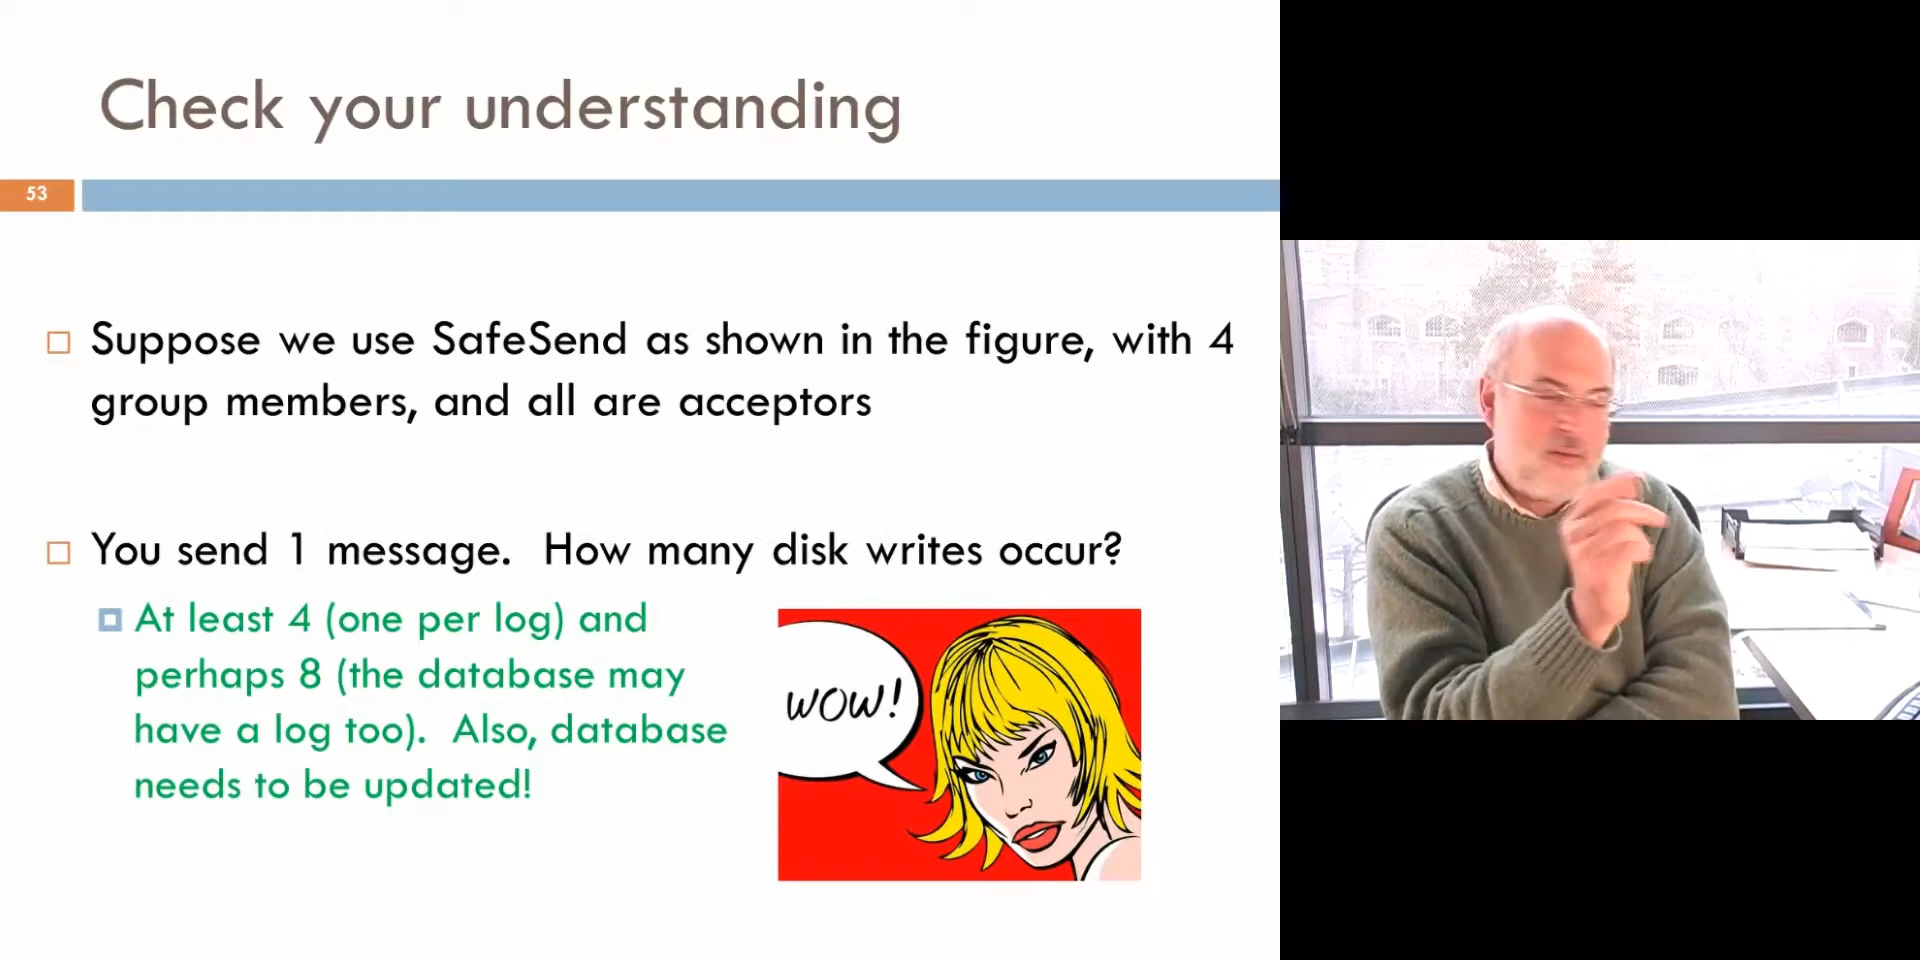 Check your understanding
53
Suppose we use SafeSend as shown in the figure, with 4
group members, and all are acceptors
You send 1 message. How many disk writes occur?
At least 4 (one per log) and
perhaps 8 (the database may
have a log too). Also, database
needs to be updated!
WOW!